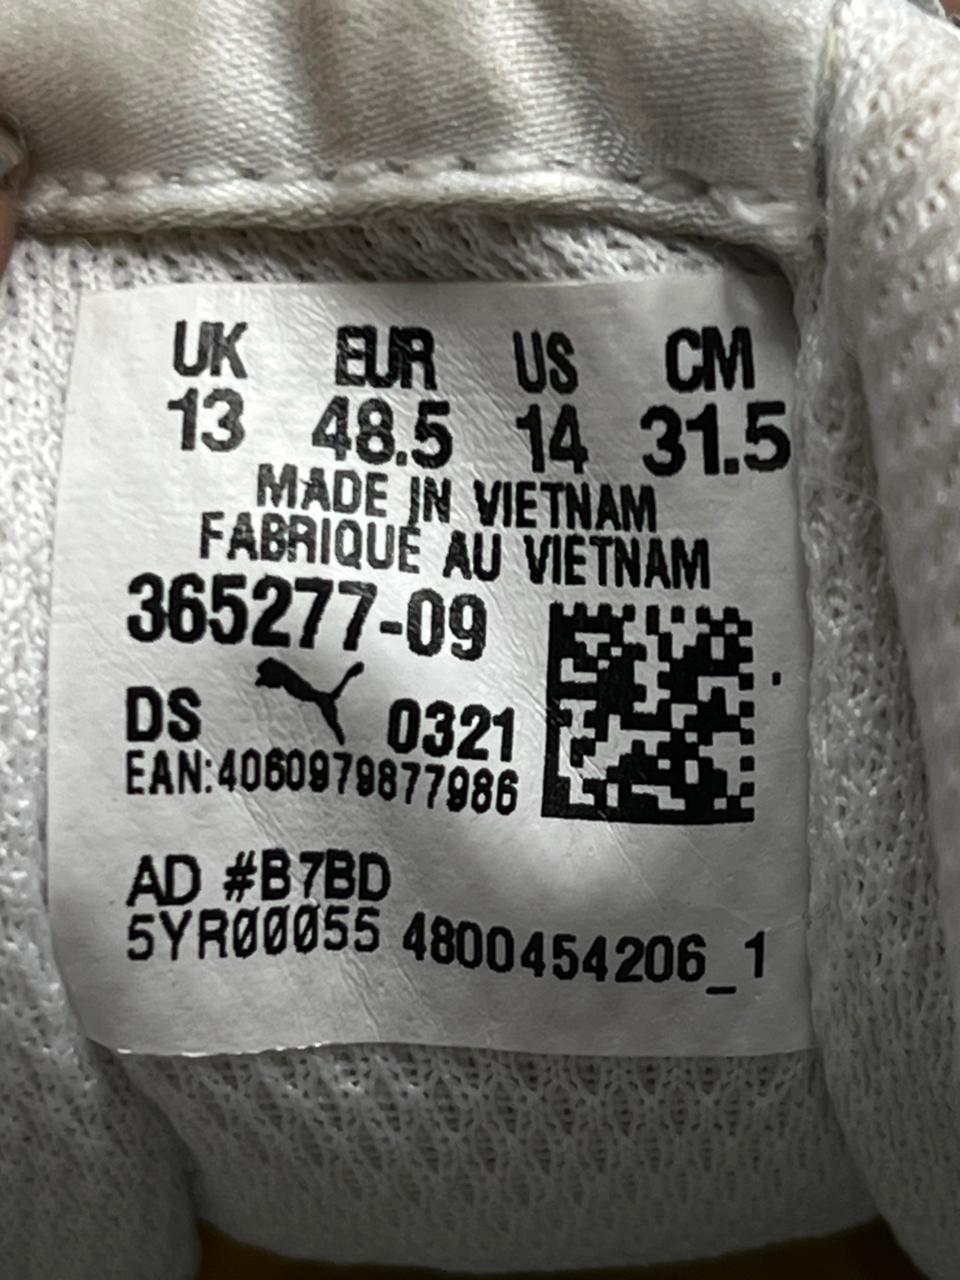 UK EUR US CM
13 48.5 14 31.5
MADE IN VIETNAM
FABRIQUÉ AU VIETNAM
365277-09
DS 0321
EAN:4060979877986
AD #B7BD
5YR00055 4800454206_1